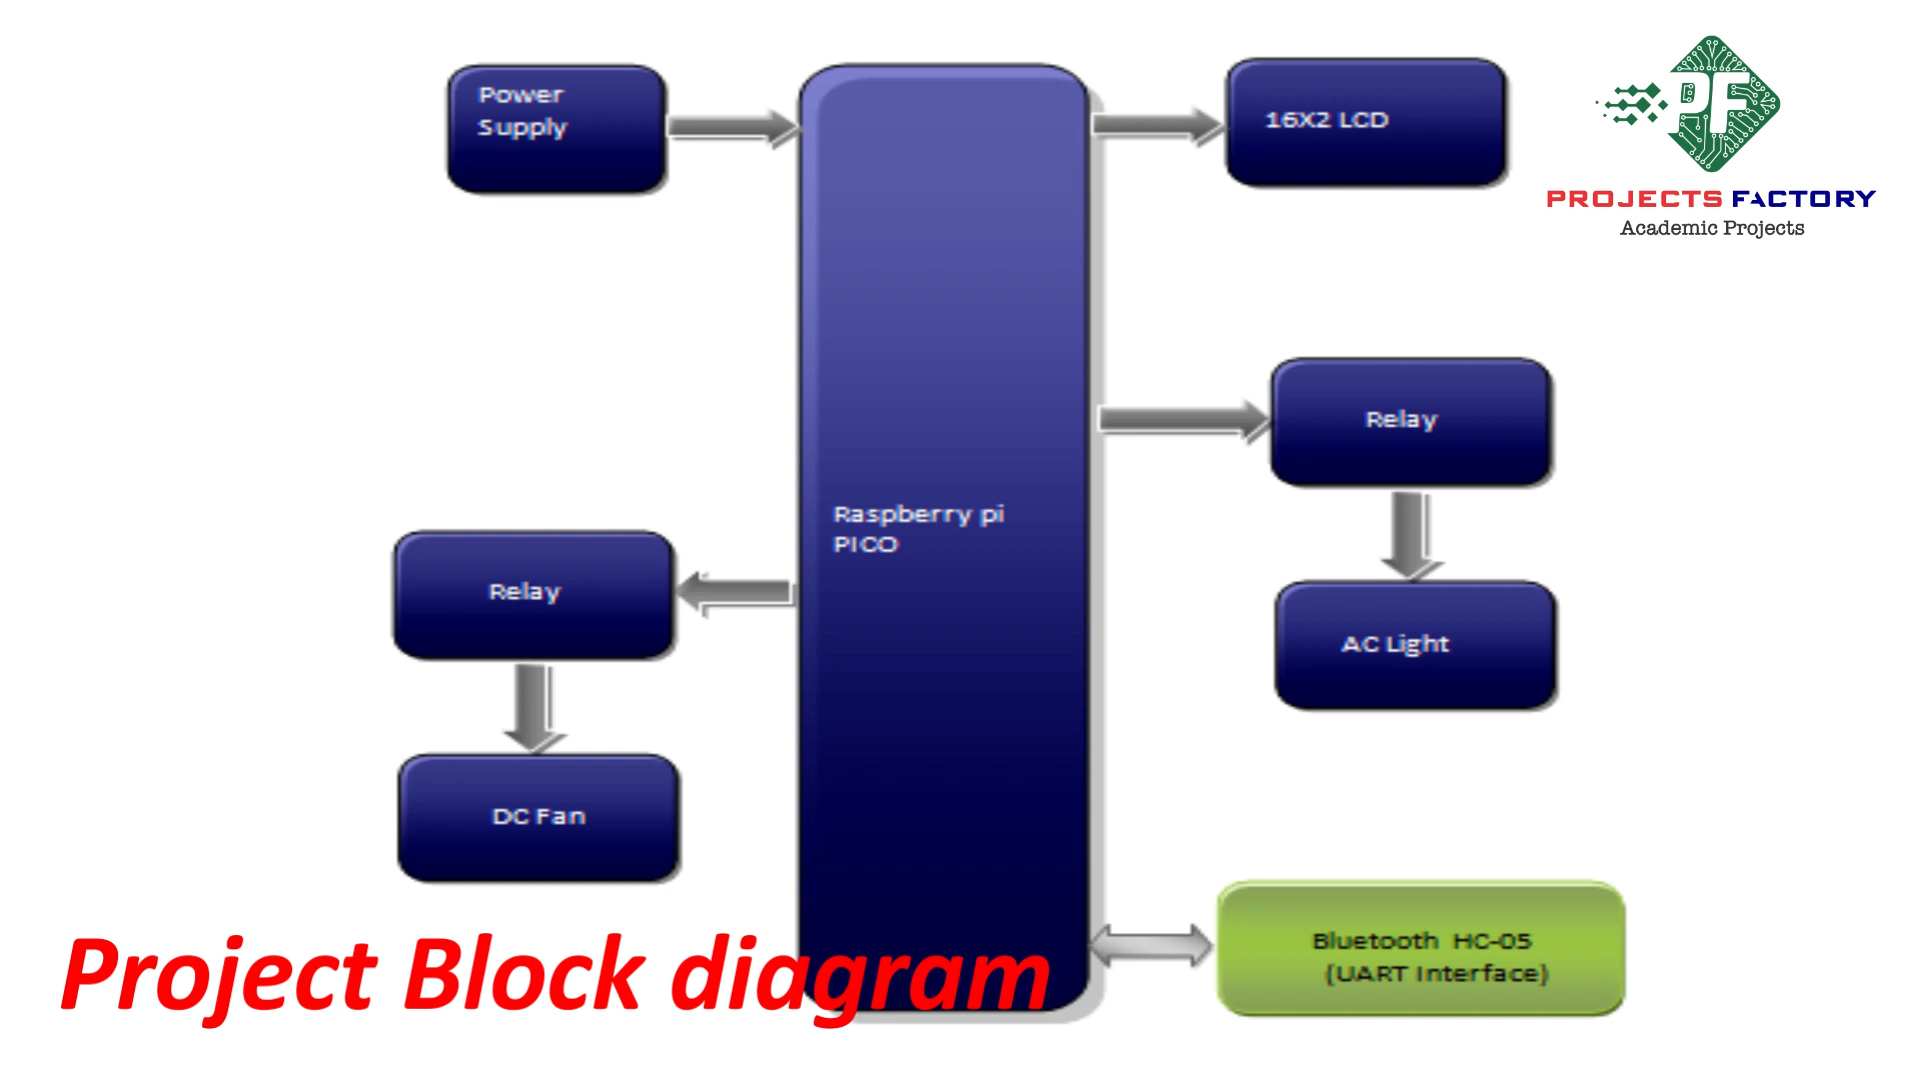 Power
Supply
16X2 LCD
PF
PROJECTS FACTORY
Academic Projects
Relay
Raspberry pi
PICO
Relay
AC Light
DC Fan
Bluetooth HC-05
(UART Interface)
Project Block diagram